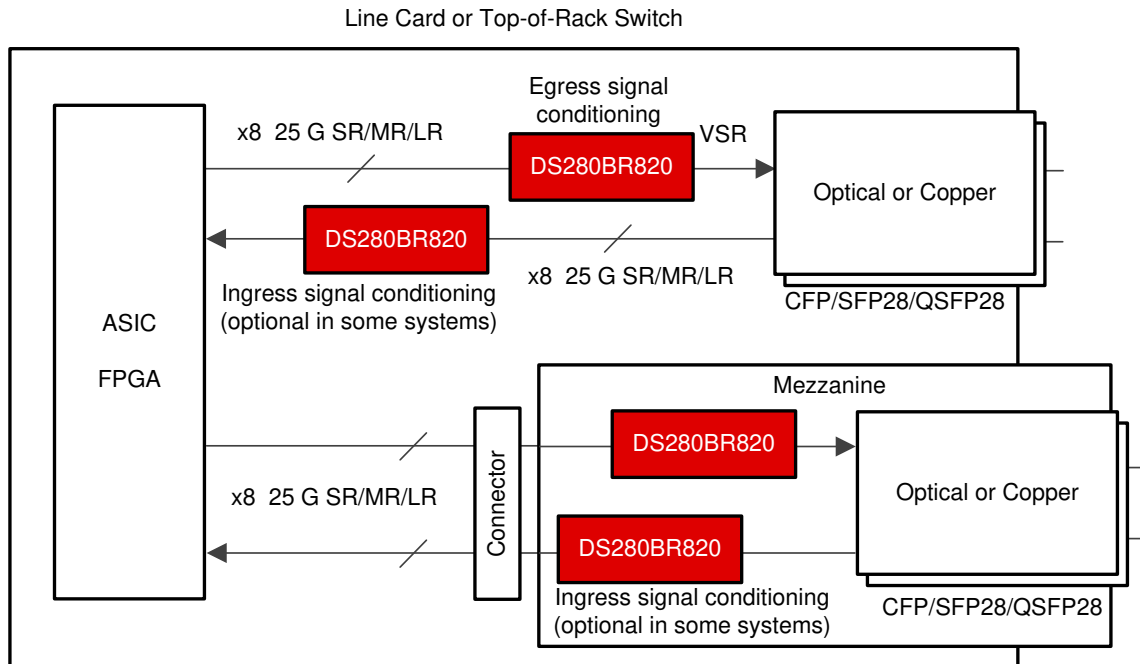 Line Card or Top-of-Rack Switch
Egress signal
conditioning
x8 25 G SR/MR/LR
VSR
DS280BR820
Optical or Copper
DS280BR820
x8 25 G SR/MR/LR
Ingress signal conditioning
(optional in some systems)
CFP/SFP28/QSFP28
ASIC
FPGA
Mezzanine
DS280BR820
x8 25 G SR/MR/LR
Connector
Optical or Copper
DS280BR820
Ingress signal conditioning
(optional in some systems)
CFP/SFP28/QSFP28